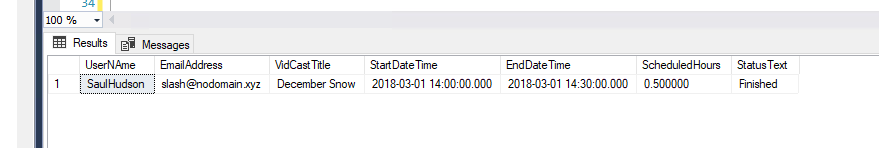 34
100 %
Results Messages
UserNAme EmailAddress VidCastTitle StartDateTime EndDateTime ScheduledHours StatusText
1 SaulHudson slash@nodomain.xyz December Snow 2018-03-01 14:00:00.000 2018-03-01 14:30:00.000 0.500000 Finished